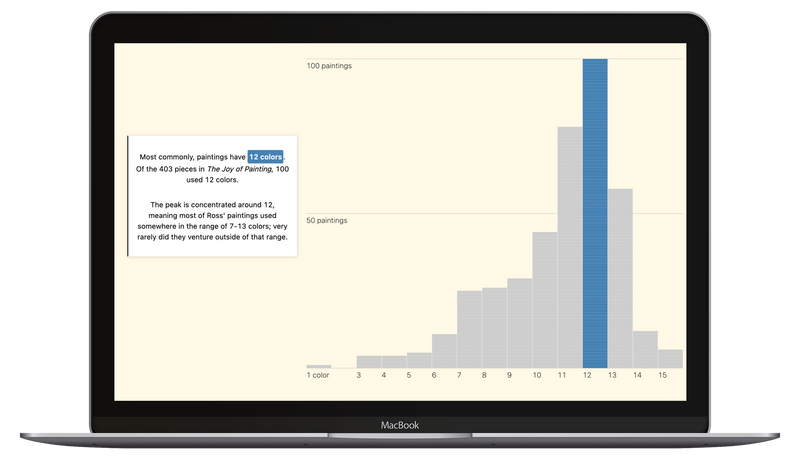 100 paintings
Most commonly, paintings have 12 colors.
Of the 403 pieces in The Joy of Painting, 100
used 12 colors.
The peak is concentrated around 12,
meaning most of Ross' paintings used
somewhere in the range of 7-13 colors; very
rarely did they venture outside of that range.
50 paintings
1 color 3 4 5 6 7 8 9 10 11 12 13 14 15
MacBook